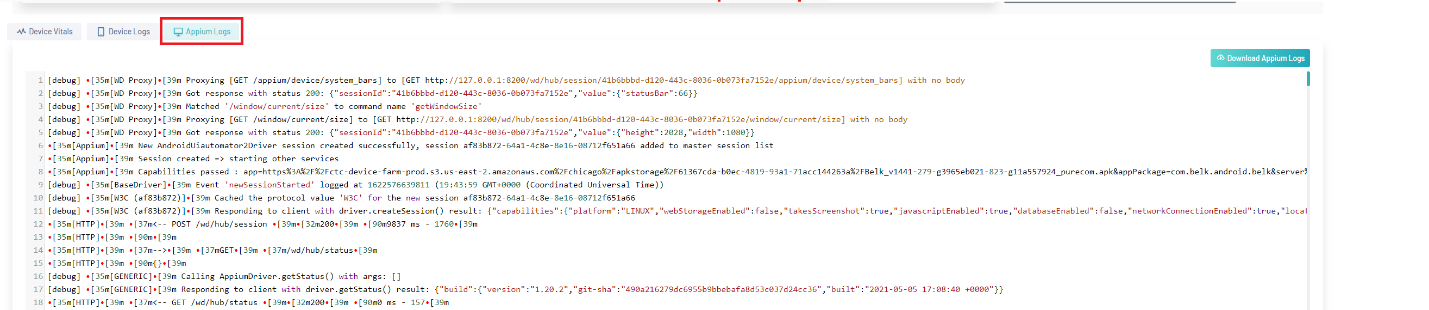 Device Vitals Device Logs Appium Logs
Download Appium Logs
1 [debug] •[35m[WD Proxy]•[39m Proxying [GET /appium/device/system_bars] to [GET http://127.0.0.1:8200/wd/hub/session/41b6bbbd-d120-443c-8036-0b073fa7152e/appium/device/system_bars] with no body
2 [debug] •[35m[WD Proxy]•[39m Got response with status 200: {"sessionId":"41b6bbbd-d120-443c-8036-0b073fa7152e","value":{"statusBar":66}}
3 [debug] •[35m[WD Proxy]•[39m Matched '/window/current/size' to command name 'getWindowSize'
4 [debug] •[35m[WD Proxy]•[39m Proxying [GET /window/current/size] to [GET http://127.0.0.1:8200/wd/hub/session/41b6bbbd-d120-443c-8036-0b073fa7152e/window/current/size] with no body
5 [debug] •[35m[WD Proxy]•[39m Got response with status 200: {"sessionId":"41b6bbbd-d120-443c-8036-0b073fa7152e","value":{"height":2028,"width":1080}}
6 •[35m[Appium]•[39m New AndroidUiautomator2Driver session created successfully, session af83b872-64a1-4c8e-8e16-08712f651a66 added to master session list
7 •[35m[Appium]•[39m Session created => starting other services
8 •[35m[Appium]•[39m Capabilities passed : app=https%3A%2F%2Fctc-device-farm-prod.s3.us-east-2.amazonaws.com%2Fchicago%2Fapkstorage%2F61367cda-b0ec-4819-93a1-71acc144263a%2FBelk_v1441-279-g3965eb021-823-g11a557924_purecom.apk&appPackage=com.belk.android.belk&server%
9 [debug] •[35m[BaseDriver]•[39m Event 'newSessionStarted' logged at 1622576639811 (19:43:59 GMT+0000 (Coordinated Universal Time))
10 [debug] •[35m[W3C (af83b872)]•[39m Cached the protocol value 'W3C' for the new session af83b872-64a1-4c8e-8e16-08712f651a66
11 [debug] •[35m[W3C (af83b872)]•[39m Responding to client with driver.createSession() result: {"capabilities":{"platform":"LINUX","webStorageEnabled":false,"takesScreenshot":true,"javascriptEnabled":true,"databaseEnabled":false,"networkConnectionEnabled":true,"locat
12 •[35m[HTTP]•[39m •[37m<-- POST /wd/hub/session •[39m•[32m200•[39m •[90m9837 ms - 1760•[39m
13 •[35m[HTTP]•[39m •[90m•[39m
14 •[35m[HTTP]•[39m •[37m-->•[39m •[37mGET•[39m •[37m/wd/hub/status•[39m
15 •[35m[HTTP]•[39m •[90m{}•[39m
16 [debug] •[35m[GENERIC]•[39m Calling AppiumDriver.getStatus() with args: []
17 [debug] •[35m[GENERIC]•[39m Responding to client with driver.getStatus() result: {"build":{"version":"1.20.2","git-sha":"490a216279dc6955b9bbebafa8d53c037d24cc36","built":"2021-05-05 17:08:40 +0000"}}
18 •[35m[HTTP]•[39m •[37m<-- GET /wd/hub/status •[39m•[32m200•[39m •[90m0 ms - 157•[39m